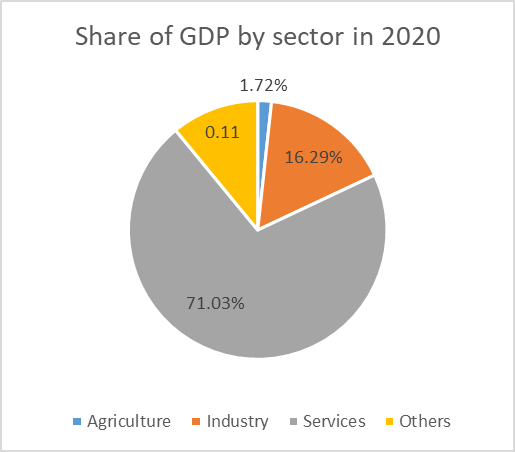 Share of GDP by sector in 2020
1.72%
0.11
16.29%
71.03%
Agriculture Industry Services Others